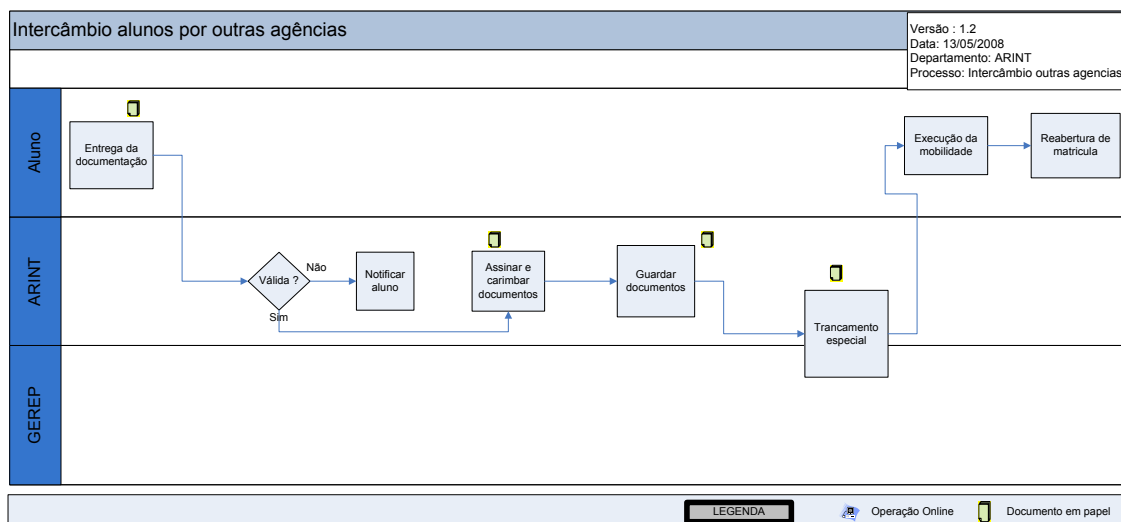 Intercâmbio alunos por outras agências
Versão : 1.2
Data: 13/05/2008
Departamento: ARINT
Processo: Intercâmbio outras agencias
Aluno
Entrega da
documentação
Execução da
mobilidade
Reabertura de
matricula
ARINT
Válida ?
Não
Sim
Notificar
aluno
Assinar e
carimbar
documentos
Guardar
documentos
Trancamento
especial
GEREP
LEGENDA
Operação Online
Documento em papel